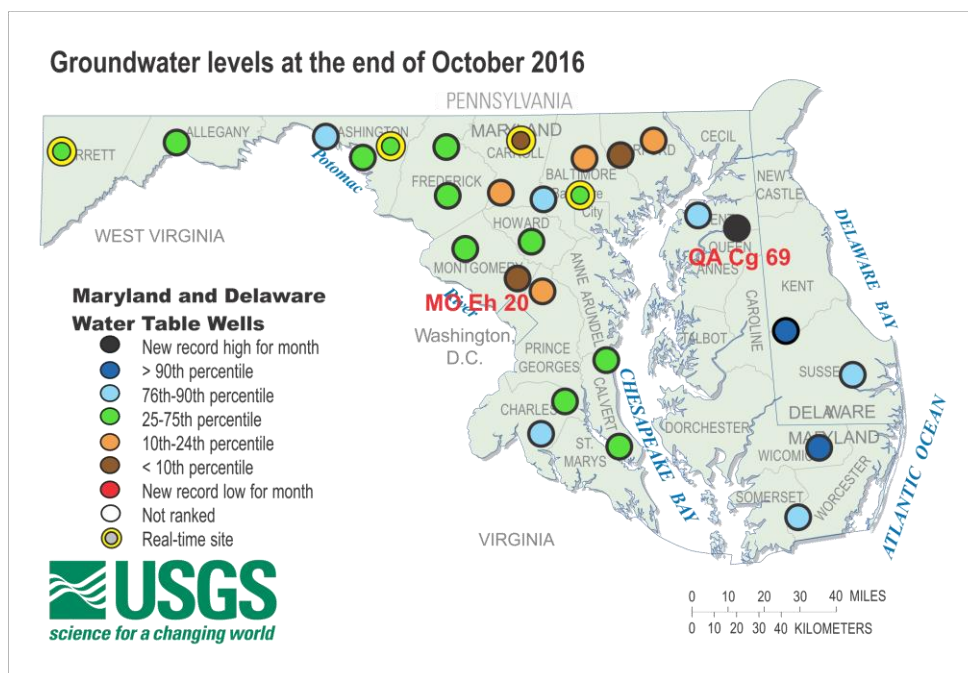 Groundwater levels at the end of October 2016
PENNSYLVANIA
MARYLAND
ALLEGANY
CARROLL
CECIL
BALTIMORE
FREDERICK
NEW
CASTLE
City
Potomac
HOWARD
WEST VIRGINIA
QUEEN
ANNES
QA Cg 69
DELAWARE BAY
MONTGOMERY
ANNE ARUNDEL
KENT
MO Eh 20
River
Washington,
D.C.
CAROLINE
TALBOT
PRINCE
GEORGES
CALVERT
CHESAPEAKE BAY
CHARLES
DELAWARE
MARYLAND
DORCHESTER
ST.
MARYS
WICOMICO
SOMERSET
WORCESTER
ATLANTIC OCEAN
VIRGINIA
Maryland and Delaware
Water Table Wells
New record high for month
> 90th percentile
76th-90th percentile
25-75th percentile
10th-24th percentile
< 10th percentile
New record low for month
Not ranked
Real-time site
USGS
science for a changing world
0 10 20 30 40 MILES
0 10 20 30 40 KILOMETERS